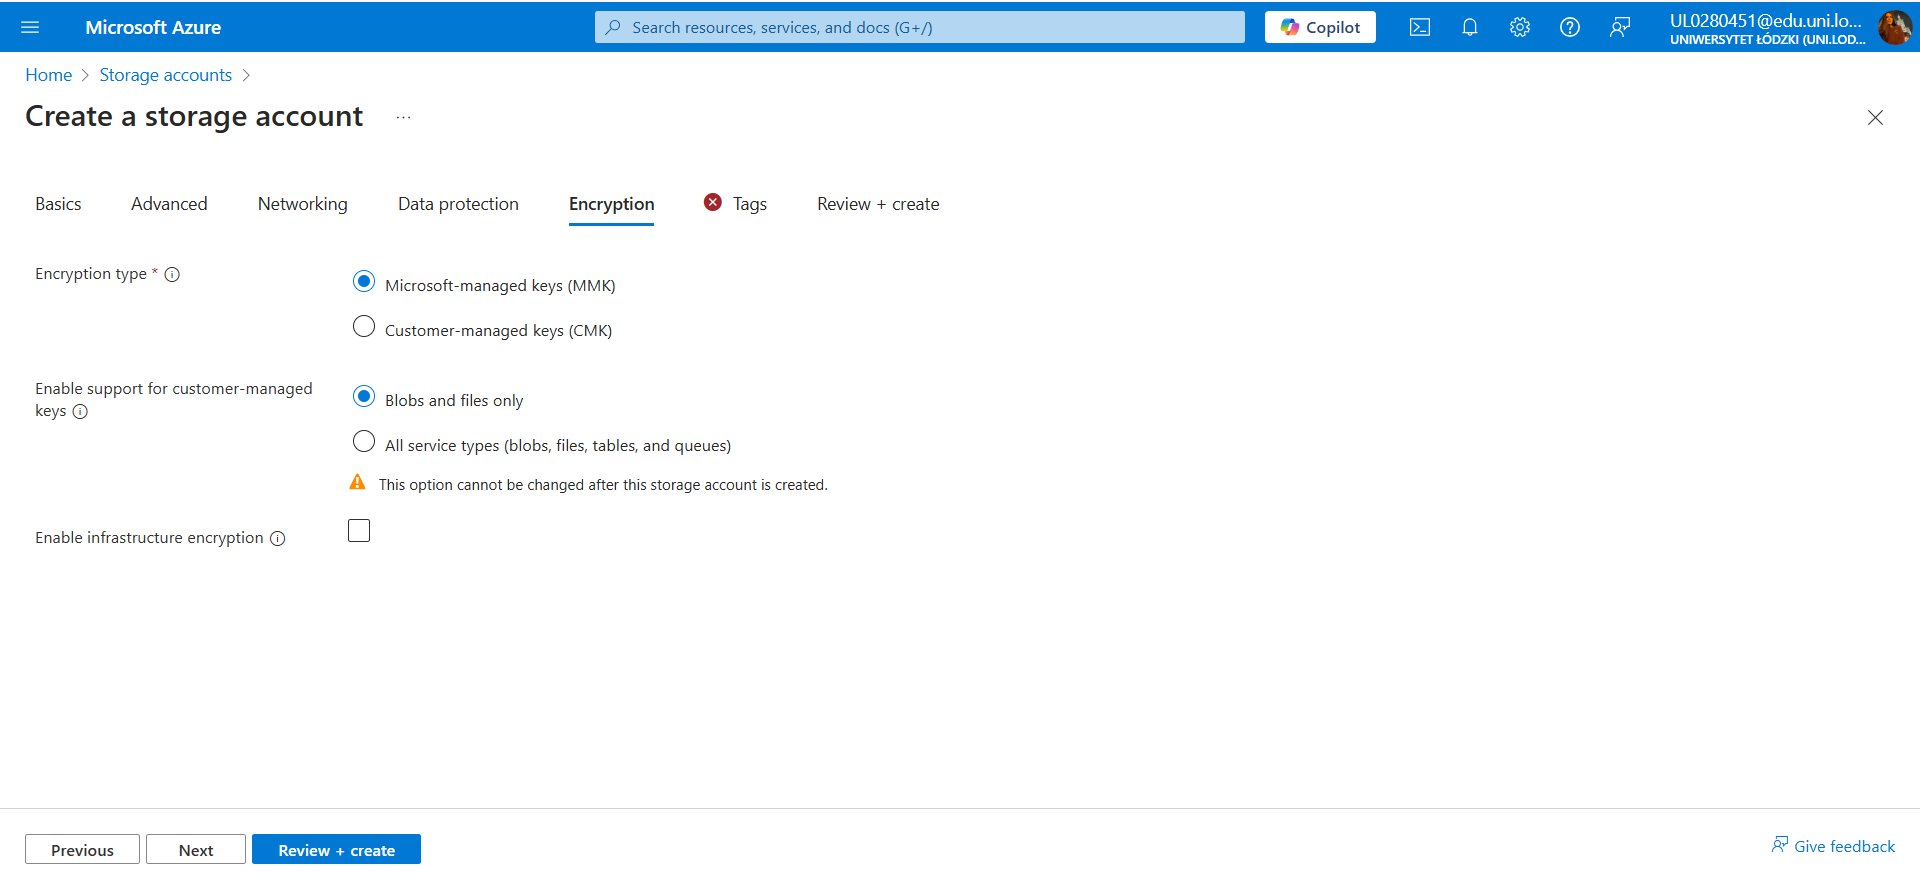 Microsoft Azure
Search resources, services, and docs (G+/)
Copilot
UL0280451@edu.uni.lo...
UNIWERSYTET ŁÓDZKI (UNI.LOD...
Home > Storage accounts >
Create a storage account ...
Basics
Advanced
Networking
Data protection
Encryption
Tags
Review + create
Encryption type *
Microsoft-managed keys (MMK)
Customer-managed keys (CMK)
Enable support for customer-managed
keys
Blobs and files only
All service types (blobs, files, tables, and queues)
This option cannot be changed after this storage account is created.
Enable infrastructure encryption
Previous
Next
Review + create
Give feedback